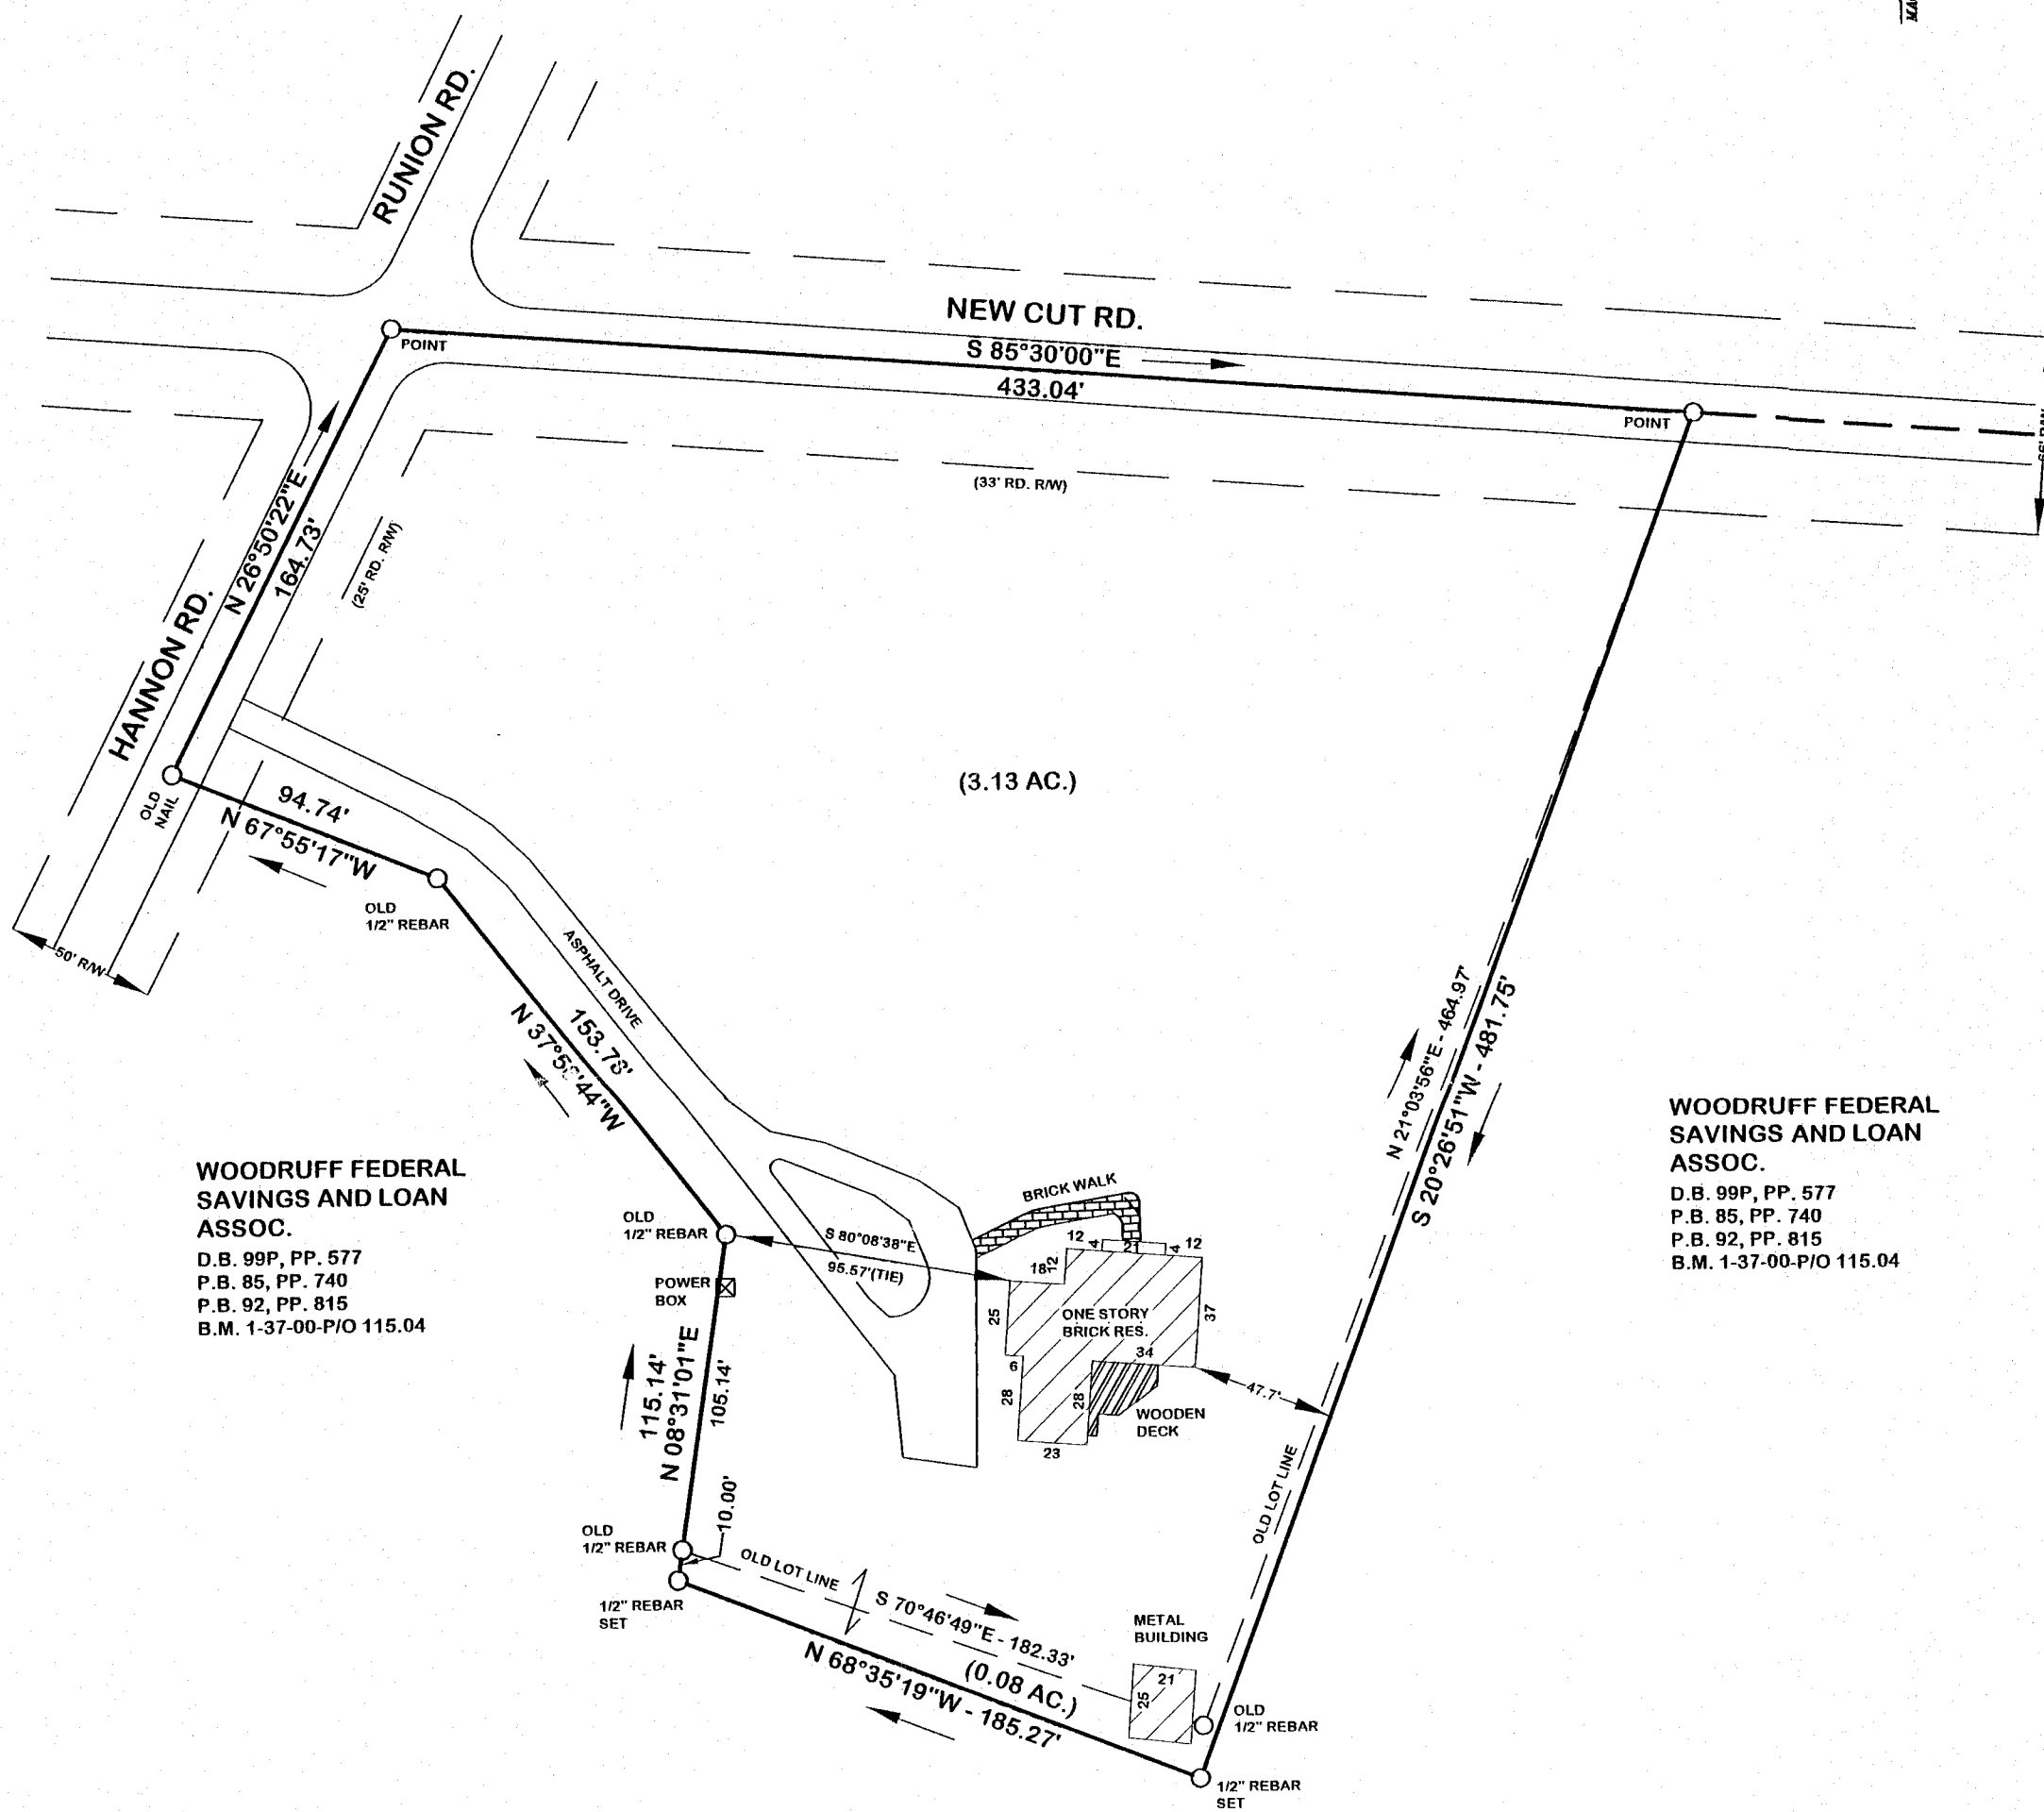 RUNION RD.
NEW CUT RD.
S 85°30'00"E
433.04'
POINT
POINT
(33' RD. R/W)
N 26°50'22"E
164.73'
(25' RD. R/W)
HANNON RD.
OLD
NAIL
94.74'
N 67°55'17"W
OLD
1/2" REBAR
50' R/W
(3.13 AC.)
ASPHALT DRIVE
153.78'
N 21°03'56"E - 464.97'
S 20°26'51"W - 481.75'
WOODRUFF FEDERAL
SAVINGS AND LOAN
ASSOC.
D.B. 99P, PP. 577
P.B. 85, PP. 740
P.B. 92, PP. 815
B.M. 1-37-00-P/O 115.04
WOODRUFF FEDERAL
SAVINGS AND LOAN
ASSOC.
D.B. 99P, PP. 577
P.B. 85, PP. 740
P.B. 92, PP. 815
B.M. 1-37-00-P/O 115.04
BRICK WALK
OLD
1/2" REBAR
S 80°08'38"E
95.57'(TIE)
POWER
BOX
12
4
21
4
12
18
12
25
ONE STORY
BRICK RES.
37
34
6
28
28
23
WOODEN
DECK
47.7'
115.14'
N 08°31'01"E
105.14'
10.00'
OLD
1/2" REBAR
OLD LOT LINE
OLD LOT LINE
1/2" REBAR
SET
S 70°46'49"E - 182.33'
(0.08 AC.)
N 68°35'19"W - 185.27'
METAL
BUILDING
21
25
OLD
1/2" REBAR
1/2" REBAR
SET